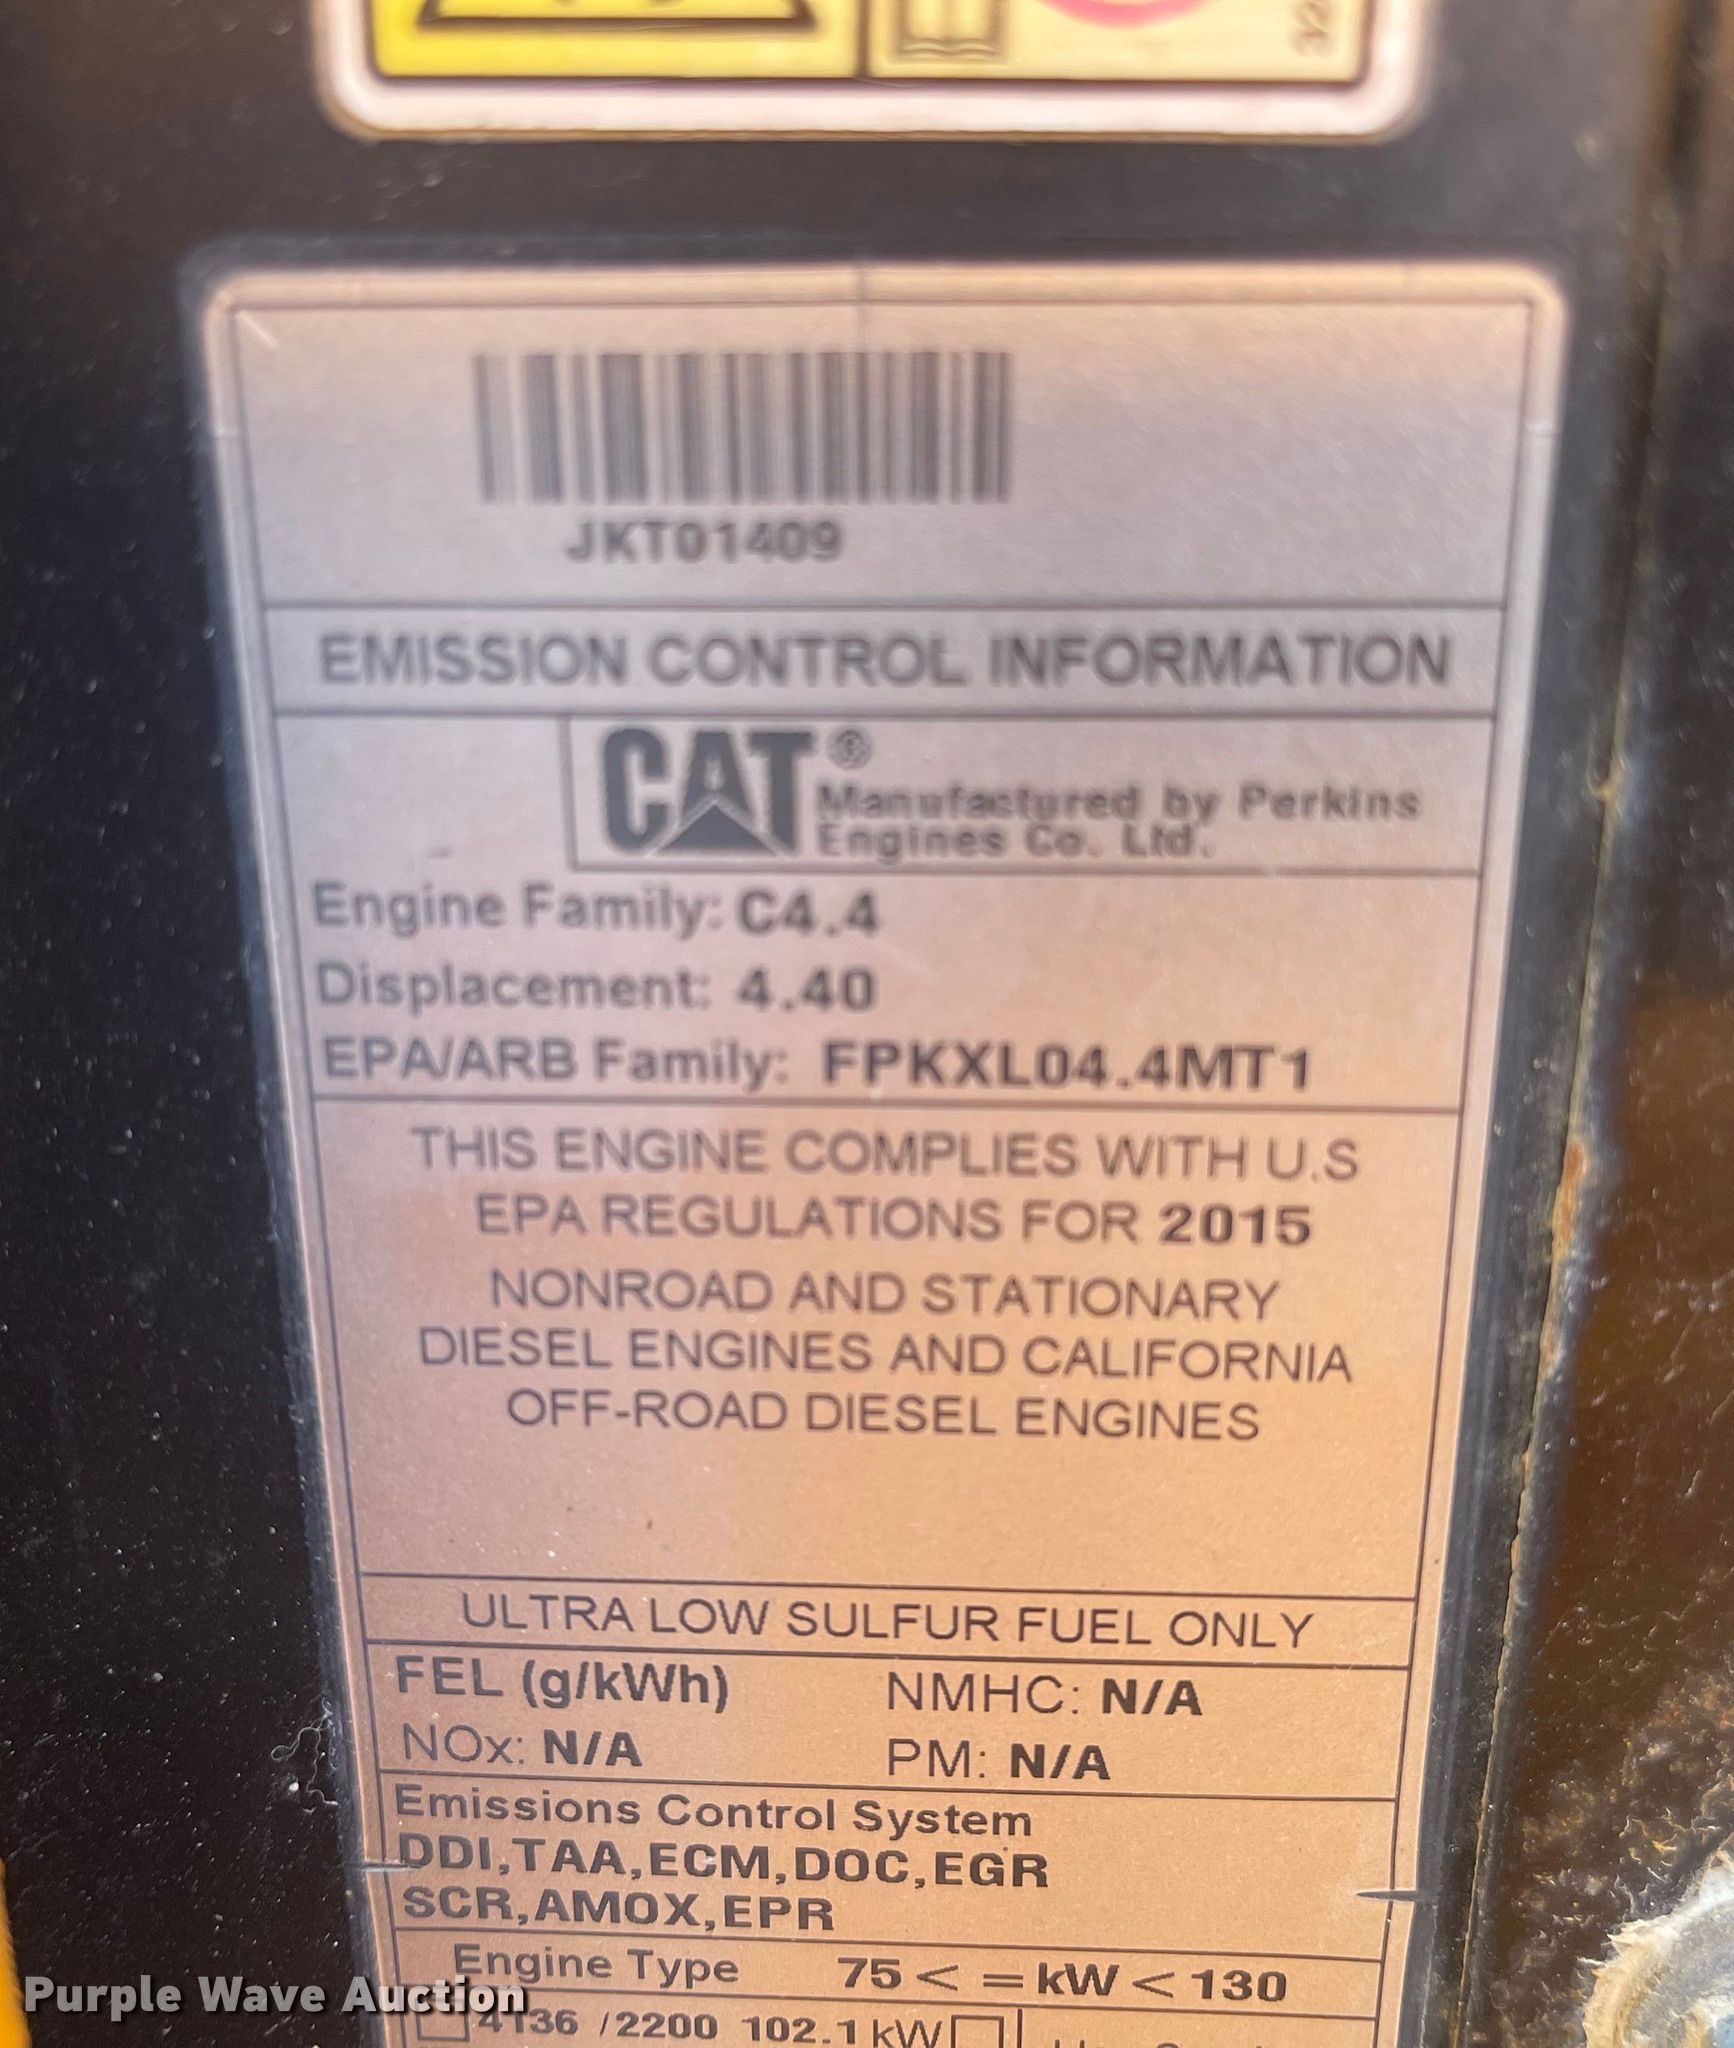 JKT01409
EMISSION CONTROL INFORMATION
CAT® Manufactured by Perkins
Engines Co. Ltd.
Engine Family: C4.4
Displacement: 4.40
EPA/ARB Family: FPKXL04.4MT1
THIS ENGINE COMPLIES WITH U.S
EPA REGULATIONS FOR 2015
NONROAD AND STATIONARY
DIESEL ENGINES AND CALIFORNIA
OFF-ROAD DIESEL ENGINES
ULTRA LOW SULFUR FUEL ONLY
FEL (g/kWh) NMHC: N/A
NOx: N/A PM: N/A
Emissions Control System
DDI,TAA,ECM,DOC,EGR
SCR,AMOX,EPR
Engine Type 75 < = kW < 130
4136 /2200 102.1 kW
Purple Wave Auction